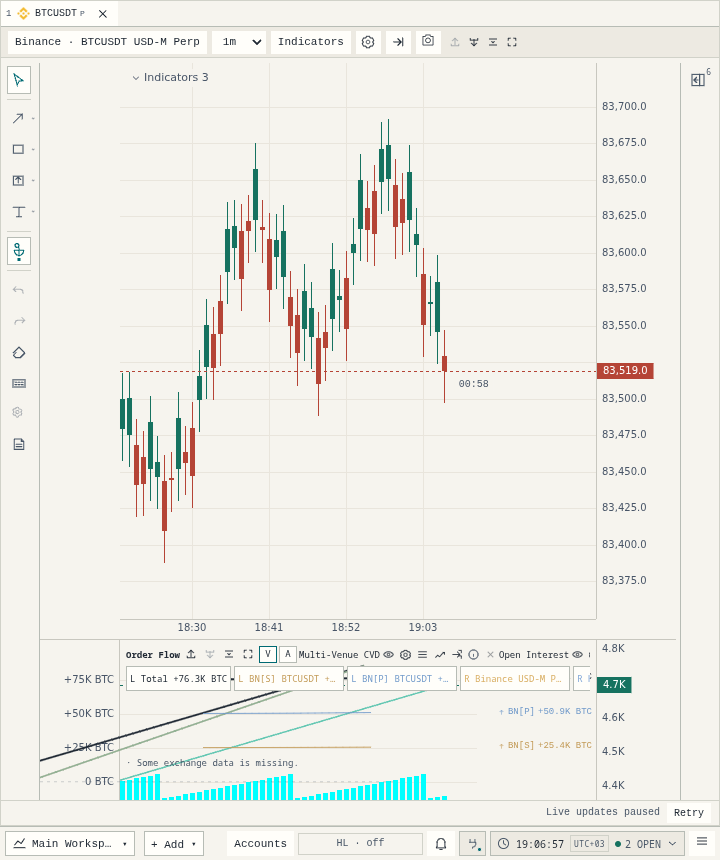 1 BTCUSDT P
Binance · BTCUSDT USD-M Perp 1m Indicators
Indicators 3
6
83,700.0
83,675.0
83,650.0
83,625.0
83,600.0
83,575.0
83,550.0
83,519.0
00:58
83,500.0
83,475.0
83,450.0
83,425.0
83,400.0
83,375.0
18:30 18:41 18:52 19:03
Order Flow V A Multi-Venue CVD Open Interest
4.8K
+75K BTC
L Total +76.3K BTC L BN[S] BTCUSDT +… L BN[P] BTCUSDT +… R Binance USD-M P… R
4.7K
+50K BTC
BN[P] +50.9K BTC
4.6K
+25K BTC
BN[S] +25.4K BTC
4.5K
· Some exchange data is missing.
0 BTC
4.4K
Live updates paused Retry
Main Worksp… + Add Accounts HL · off 19:06:57 UTC+03 2 OPEN